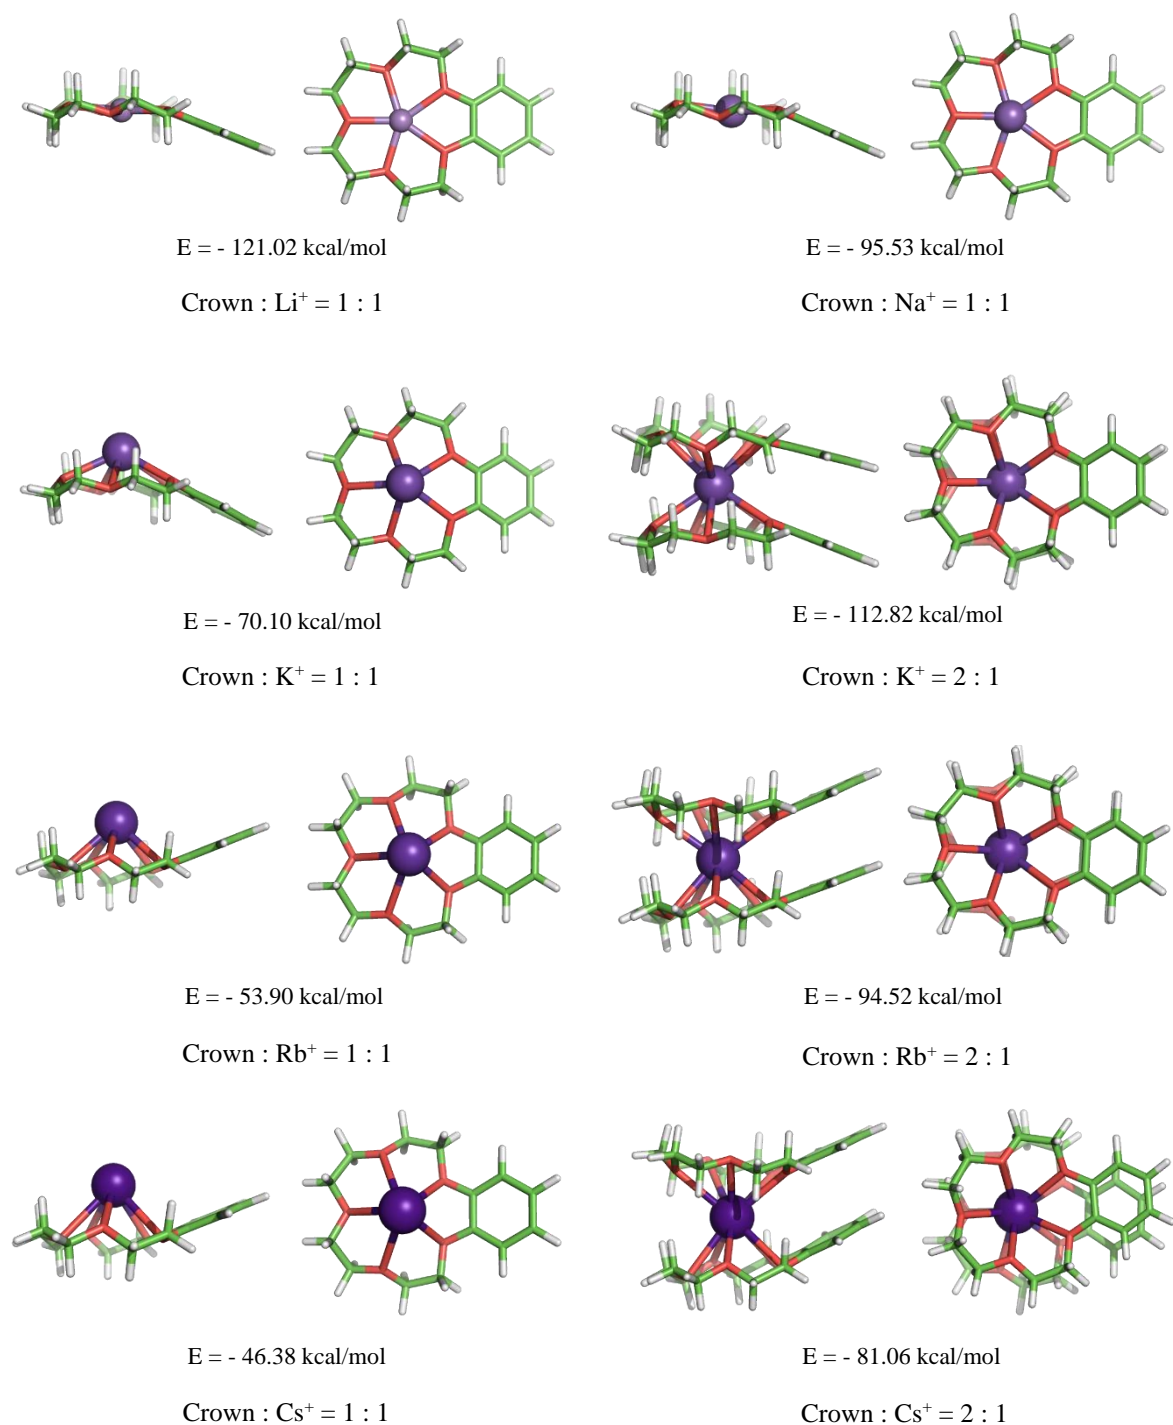 E = - 121.02 kcal/mol
Crown : Li⁺ = 1 : 1
E = - 95.53 kcal/mol
Crown : Na⁺ = 1 : 1
E = - 70.10 kcal/mol
Crown : K⁺ = 1 : 1
E = - 112.82 kcal/mol
Crown : K⁺ = 2 : 1
E = - 53.90 kcal/mol
Crown : Rb⁺ = 1 : 1
E = - 94.52 kcal/mol
Crown : Rb⁺ = 2 : 1
E = - 46.38 kcal/mol
Crown : Cs⁺ = 1 : 1
E = - 81.06 kcal/mol
Crown : Cs⁺ = 2 : 1